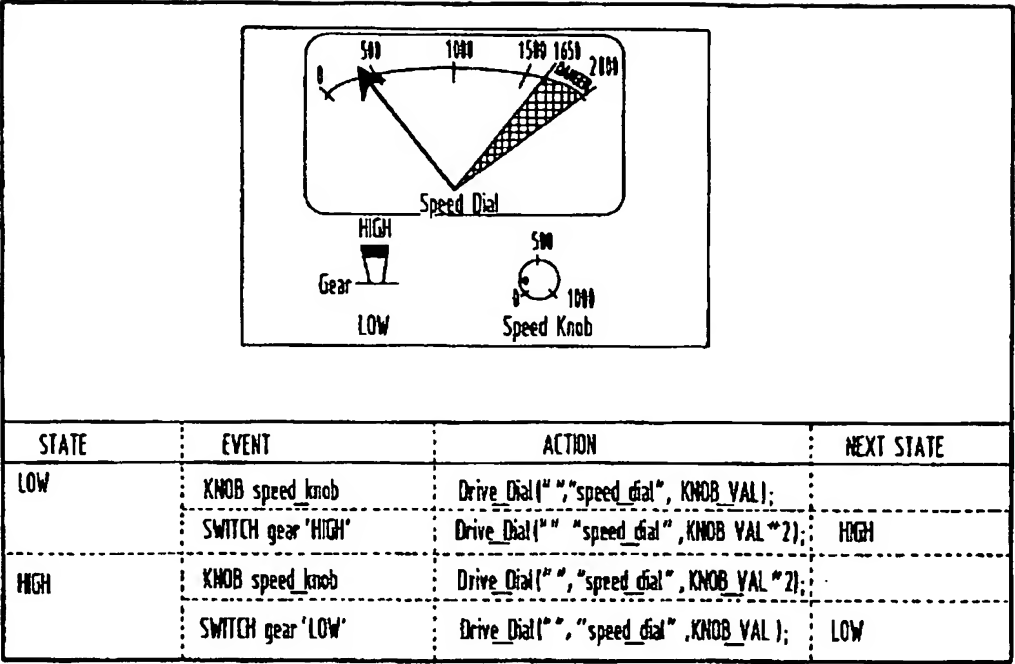 0 500 1000 1500 1650 2000
DANGER
Speed Dial
HIGH
Gear
LOW
500
0 1000
Speed Knob
STATE EVENT ACTION NEXT STATE
LOW KNOB speed_knob Drive_Dial(" ","speed_dial", KNOB_VAL);
SWITCH gear 'HIGH' Drive_Dial(" " "speed_dial" ,KNOB VAL *2); HIGH
HIGH KNOB speed_knob Drive_Dial(" ","speed_dial" , KNOB_VAL *2);
SWITCH gear 'LOW' Drive_Dial(" ", "speed_dial" ,KNOB_VAL ); LOW